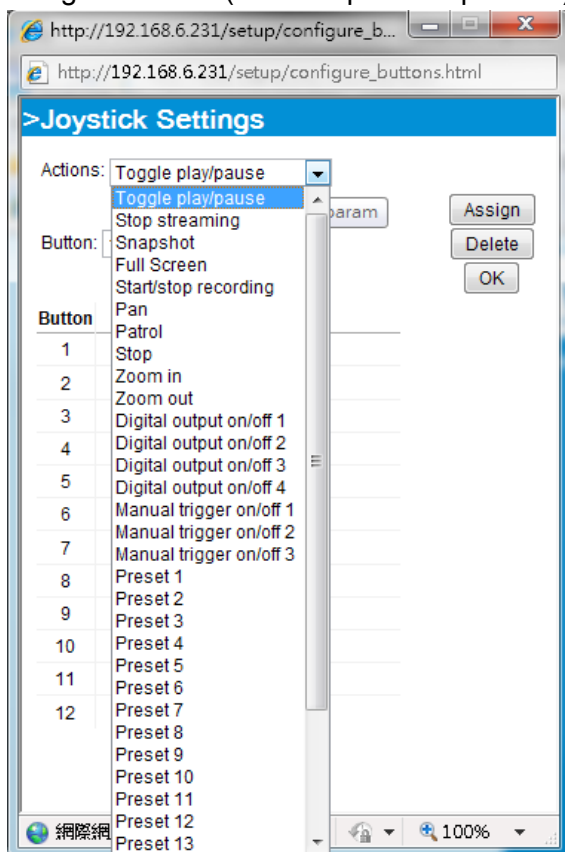 http://192.168.6.231/setup/configure_b...
http://192.168.6.231/setup/configure_buttons.html
>Joystick Settings
Actions: Toggle play/pause
Toggle play/pause
Stop streaming
Snapshot
Full Screen
Start/stop recording
Pan
Patrol
Stop
Zoom in
Zoom out
Digital output on/off 1
Digital output on/off 2
Digital output on/off 3
Digital output on/off 4
Manual trigger on/off 1
Manual trigger on/off 2
Manual trigger on/off 3
Preset 1
Preset 2
Preset 3
Preset 4
Preset 5
Preset 6
Preset 7
Preset 8
Preset 9
Preset 10
Preset 11
Preset 12
Preset 13
param
Assign
Button:
Delete
OK
Button
1
2
3
4
5
6
7
8
9
10
11
12
網際網
100%